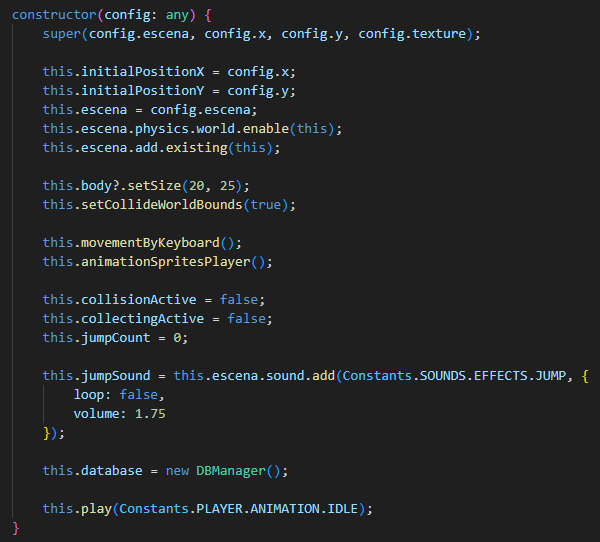 constructor(config: any) {
    super(config.escena, config.x, config.y, config.texture);

    this.initialPositionX = config.x;
    this.initialPositionY = config.y;
    this.escena = config.escena;
    this.escena.physics.world.enable(this);
    this.escena.add.existing(this);

    this.body?.setSize(20, 25);
    this.setCollideWorldBounds(true);

    this.movementByKeyboard();
    this.animationSpritesPlayer();

    this.collisionActive = false;
    this.collectingActive = false;
    this.jumpCount = 0;

    this.jumpSound = this.escena.sound.add(Constants.SOUNDS.EFFECTS.JUMP, {
        loop: false,
        volume: 1.75
    });

    this.database = new DBManager();

    this.play(Constants.PLAYER.ANIMATION.IDLE);
}